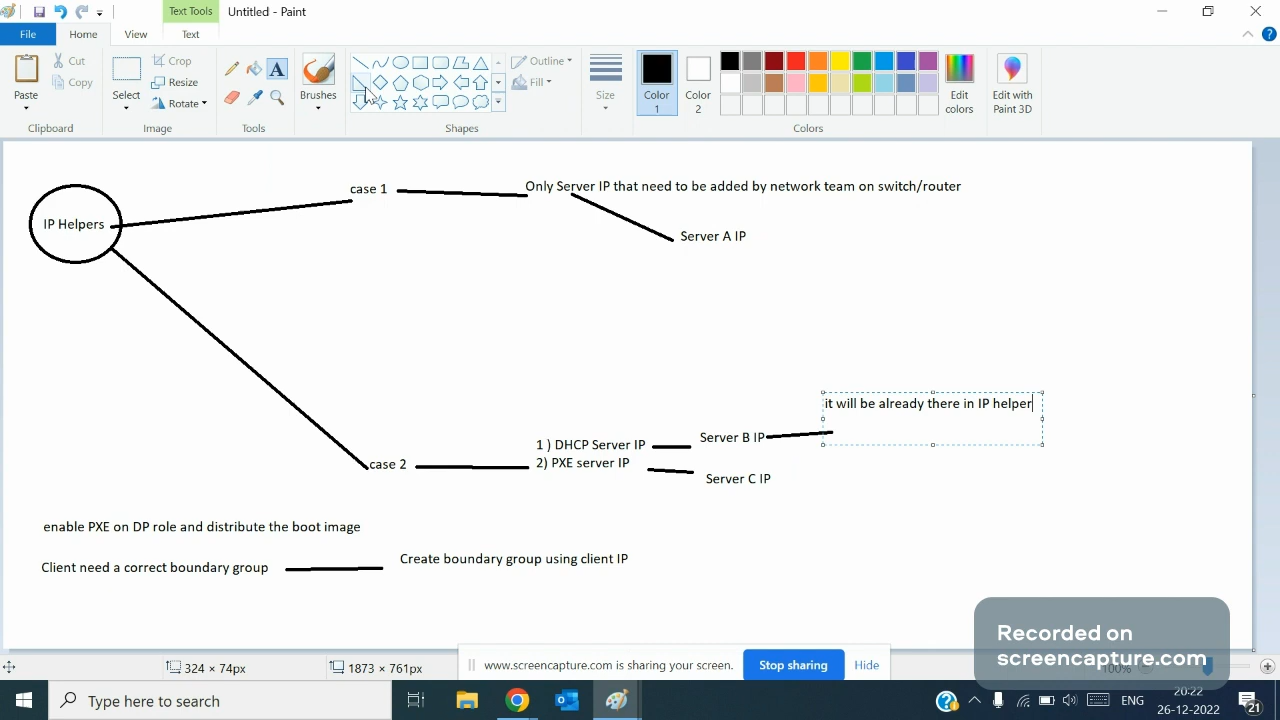 Text Tools
Untitled - Paint
File
Home
View
Text
Paste
Cut
Copy
Clipboard
Select
Crop
Resize
Rotate
Image
A
Tools
Brushes
Outline
Fill
Shapes
Size
Color
1
Color
2
Edit
colors
Edit with
Paint 3D
Colors
IP Helpers
case 1
Only Server IP that need to be added by network team on switch/router
Server A IP
it will be already there in IP helper
case 2
1 ) DHCP Server IP
2) PXE server IP
Server B IP
Server C IP
enable PXE on DP role and distribute the boot image
Client need a correct boundary group
Create boundary group using client IP
Recorded on
screencapture.com
324 × 74px
1873 × 761px
www.screencapture.com is sharing your screen.
Stop sharing
Hide
100%
Type here to search
ENG
20:22
26-12-2022
21